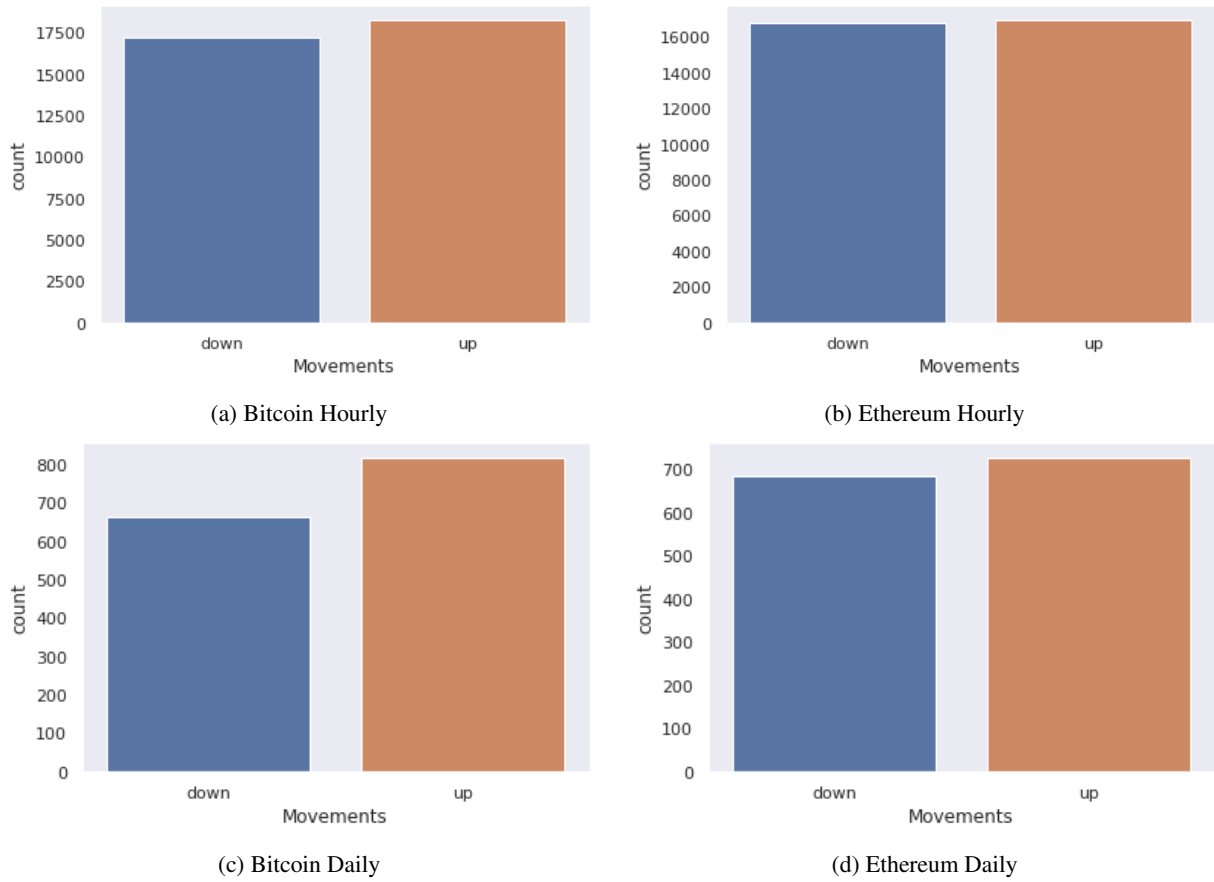 17500
15000
12500
10000
7500
5000
2500
0
count
down up
Movements
(a) Bitcoin Hourly
16000
14000
12000
10000
8000
6000
4000
2000
0
count
down up
Movements
(b) Ethereum Hourly
800
700
600
500
400
300
200
100
0
count
down up
Movements
(c) Bitcoin Daily
700
600
500
400
300
200
100
0
count
down up
Movements
(d) Ethereum Daily